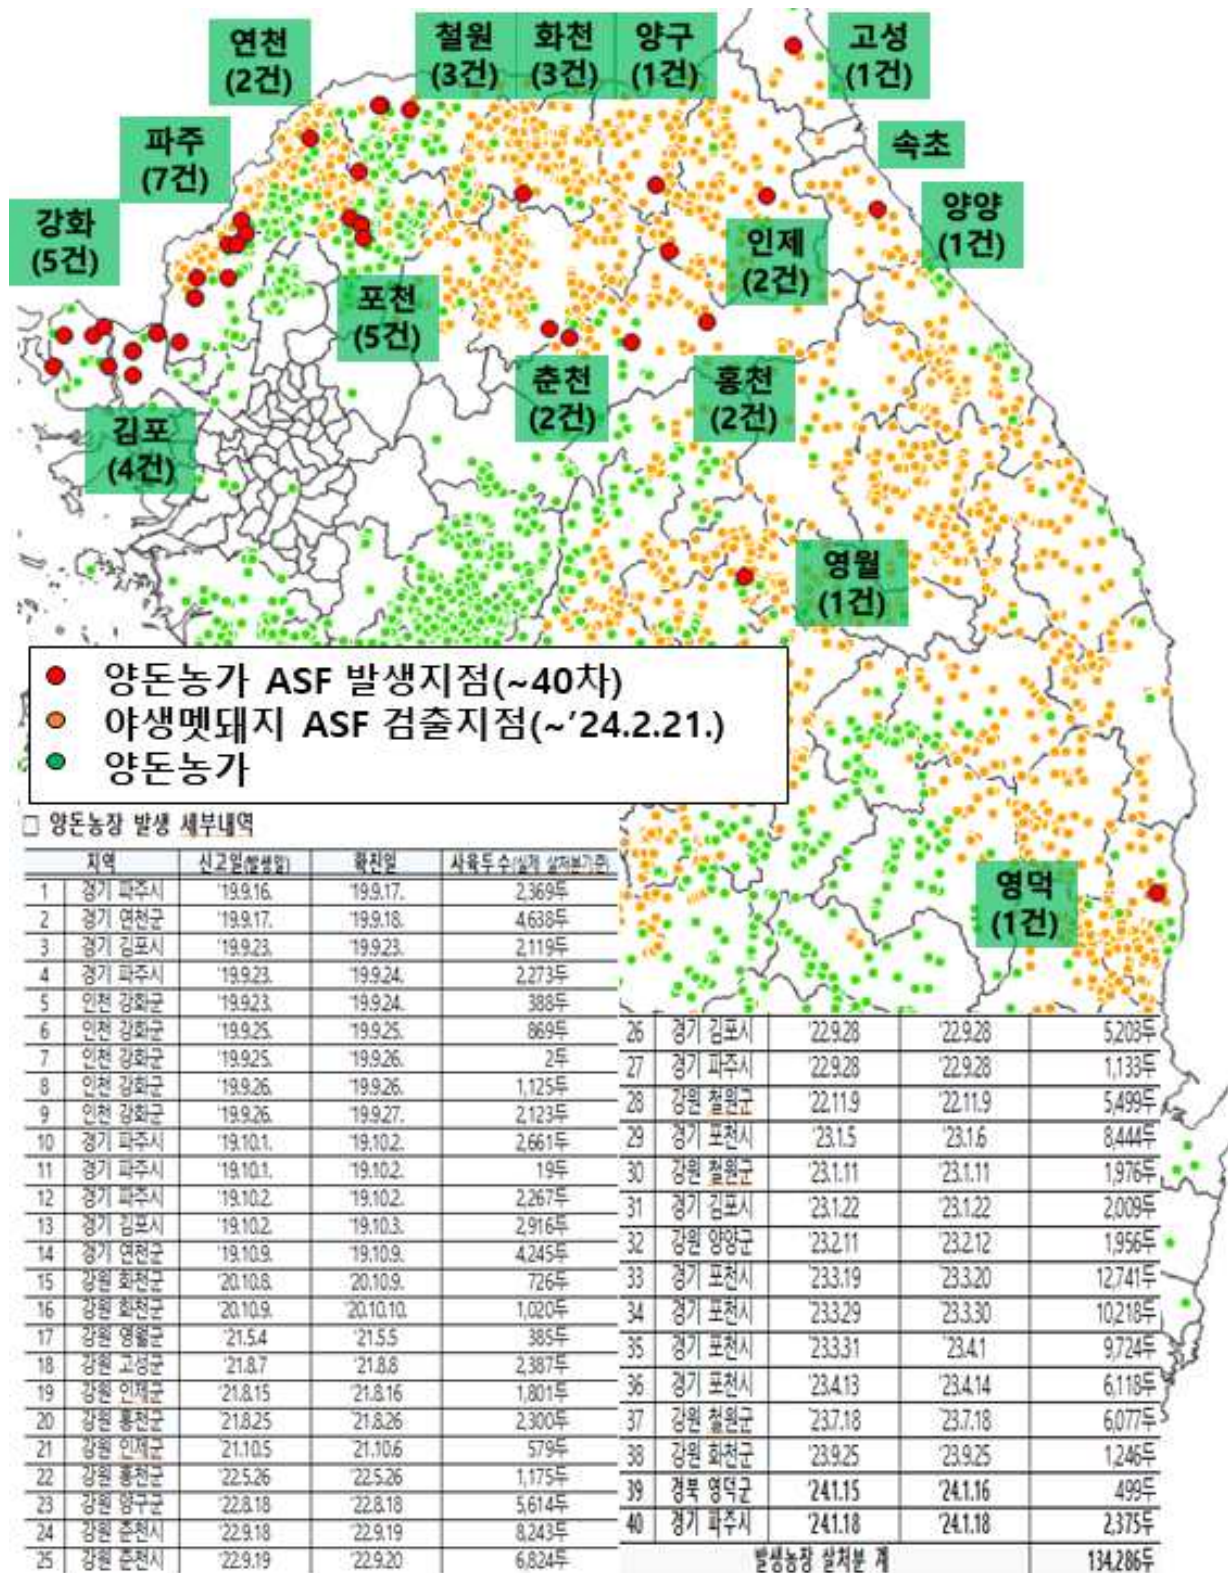 연천
(2건)
철원
(3건)
화천
(3건)
양구
(1건)
고성
(1건)
파주
(7건)
속초
강화
(5건)
양양
(1건)
인제
(2건)
포천
(5건)
춘천
(2건)
홍천
(2건)
김포
(4건)
영월
(1건)
양돈농가 ASF 발생지점(~40차)
야생멧돼지 ASF 검출지점(~'24.2.21.)
양돈농가
영덕
(1건)
□ 양돈농장 발생 세부내역
지역 신고일(발생일) 확진일 사육두수(실제 살처분기준)
1 경기 파주시 '19.9.16. '19.9.17. 2,369두
2 경기 연천군 '19.9.17. '19.9.18. 4,638두
3 경기 김포시 '19.9.23. '19.9.23. 2,119두
4 경기 파주시 '19.9.23. '19.9.24. 2,273두
5 인천 강화군 '19.9.23. '19.9.24. 388두
6 인천 강화군 '19.9.25. '19.9.25. 869두
7 인천 강화군 '19.9.25. '19.9.26. 2두
8 인천 강화군 '19.9.26. '19.9.26. 1,125두
9 인천 강화군 '19.9.26. '19.9.27. 2,123두
10 경기 파주시 '19.10.1. '19.10.2. 2,661두
11 경기 파주시 '19.10.1. '19.10.2. 19두
12 경기 파주시 '19.10.2. '19.10.2. 2,267두
13 경기 김포시 '19.10.2. '19.10.3. 2,916두
14 경기 연천군 '19.10.9. '19.10.9. 4,245두
15 강원 화천군 '20.10.8. '20.10.9. 726두
16 강원 화천군 '20.10.9. '20.10.10. 1,020두
17 강원 영월군 '21.5.4 '21.5.5 385두
18 강원 고성군 '21.8.7 '21.8.8 2,387두
19 강원 인제군 '21.8.15 '21.8.16 1,801두
20 강원 홍천군 '21.8.25 '21.8.26 2,300두
21 강원 인제군 '21.10.5 '21.10.6 579두
22 강원 홍천군 '22.5.26 '22.5.26 1,175두
23 강원 양구군 '22.8.18 '22.8.18 5,614두
24 강원 춘천시 '22.9.18 '22.9.19 8,243두
25 강원 춘천시 '22.9.19 '22.9.20 6,824두
26 경기 김포시 '22.9.28 '22.9.28 5,203두
27 경기 파주시 '22.9.28 '22.9.28 1,133두
28 강원 철원군 '22.11.9 '22.11.9 5,499두
29 경기 포천시 '23.1.5 '23.1.6 8,444두
30 강원 철원군 '23.1.11 '23.1.11 1,976두
31 경기 김포시 '23.1.22 '23.1.22 2,009두
32 강원 양양군 '23.2.11 '23.2.12 1,956두
33 경기 포천시 '23.3.19 '23.3.20 12,741두
34 경기 포천시 '23.3.29 '23.3.30 10,218두
35 경기 포천시 '23.3.31 '23.4.1 9,724두
36 경기 포천시 '23.4.13 '23.4.14 6,118두
37 강원 철원군 '23.7.18 '23.7.18 6,077두
38 강원 화천군 '23.9.25 '23.9.25 1,246두
39 경북 영덕군 '24.1.15 '24.1.16 499두
40 경기 파주시 '24.1.18 '24.1.18 2,375두
발생농장 살처분 계 134,286두